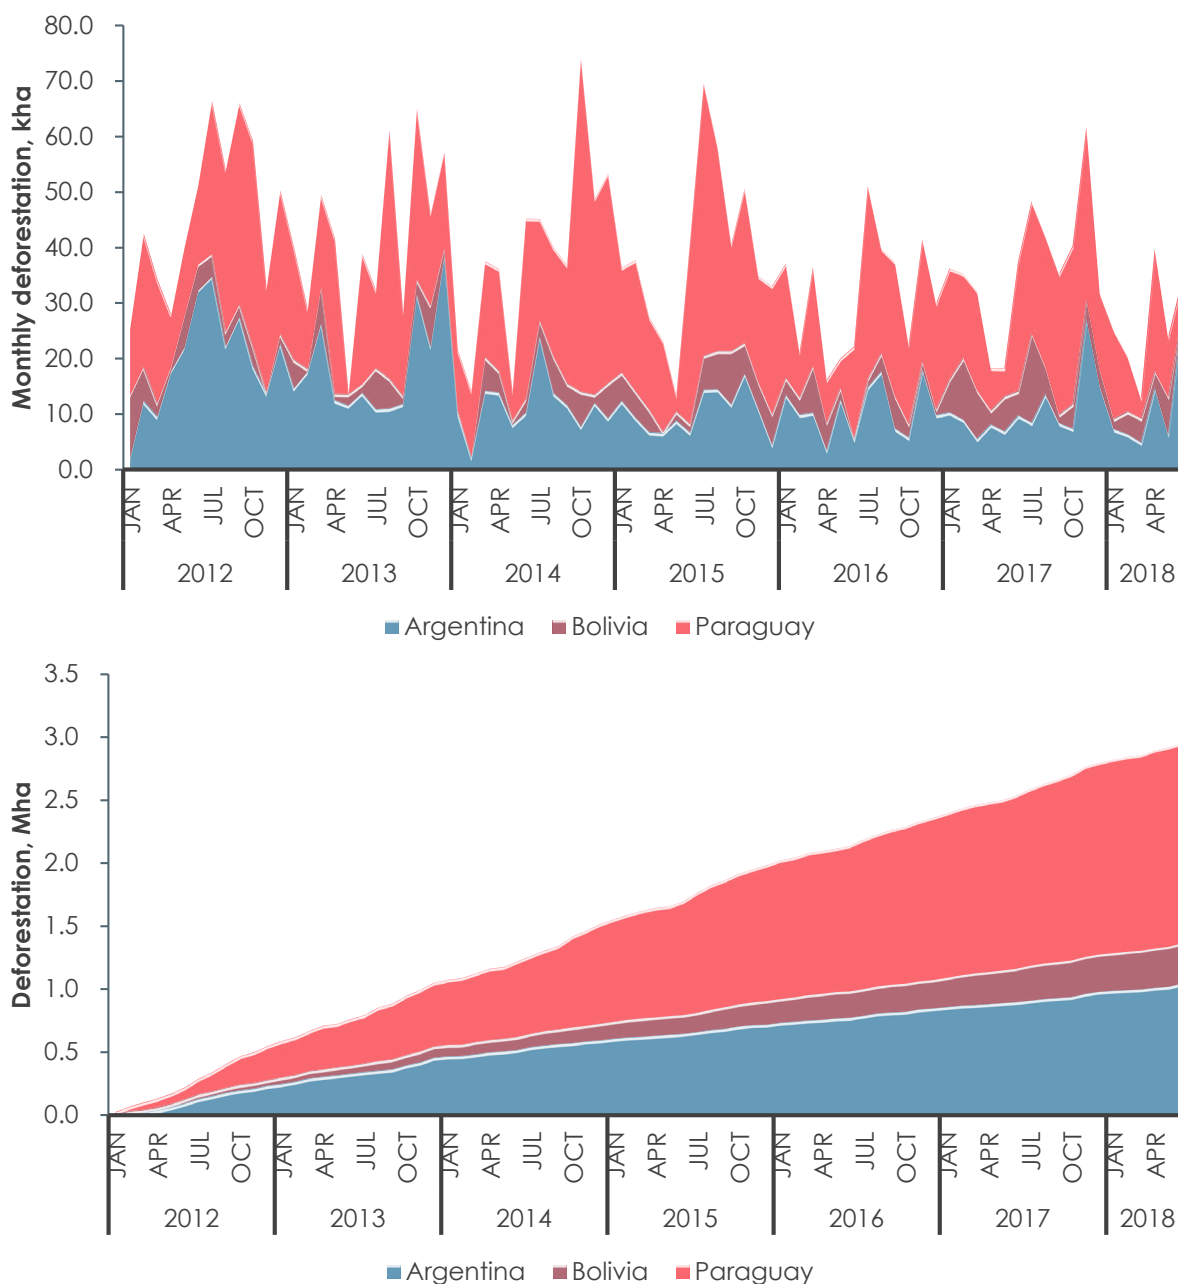 80.0
70.0
60.0
50.0
40.0
30.0
20.0
10.0
0.0
Monthly deforestation, kha
JAN APR JUL OCT JAN APR JUL OCT JAN APR JUL OCT JAN APR JUL OCT JAN APR JUL OCT JAN APR JUL OCT JAN APR
2012 2013 2014 2015 2016 2017 2018
Argentina Bolivia Paraguay
3.5
3.0
2.5
2.0
1.5
1.0
0.5
0.0
Deforestation, Mha
JAN APR JUL OCT JAN APR JUL OCT JAN APR JUL OCT JAN APR JUL OCT JAN APR JUL OCT JAN APR JUL OCT JAN APR
2012 2013 2014 2015 2016 2017 2018
Argentina Bolivia Paraguay